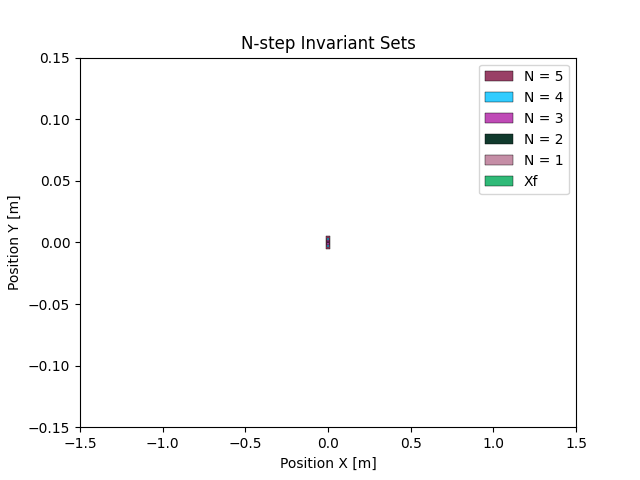 N-step Invariant Sets
0.15
0.10
0.05
0.00
−0.05
−0.10
−0.15
Position Y [m]
N = 5
N = 4
N = 3
N = 2
N = 1
Xf
−1.5 −1.0 −0.5 0.0 0.5 1.0 1.5
Position X [m]